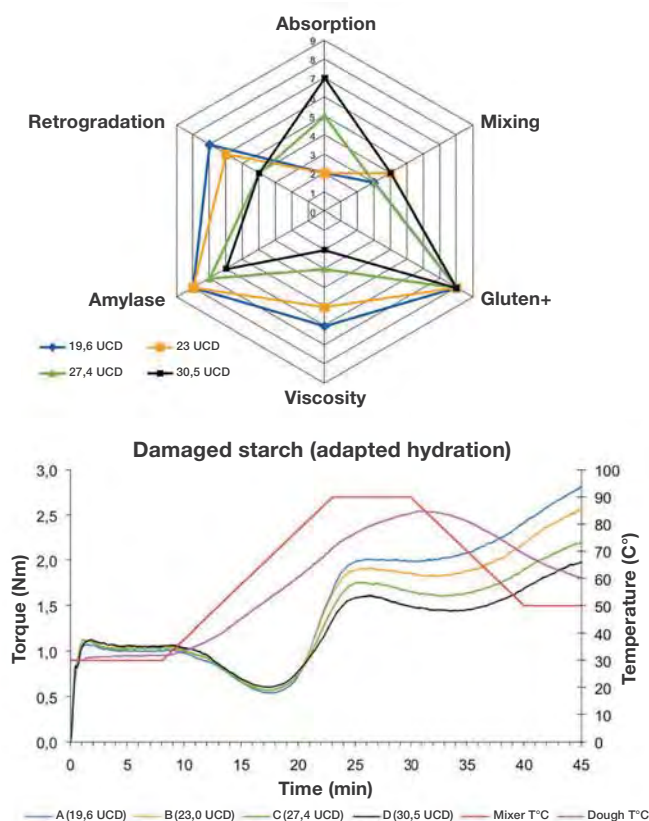 Absorption
9
8
7
6
5
4
3
2
1
0
Retrogradation
Mixing
Amylase
Gluten+
Viscosity
19,6 UCD
23 UCD
27,4 UCD
30,5 UCD
Damaged starch (adapted hydration)
Torque (Nm)
3,0
2,5
2,0
1,5
1,0
0,5
0,0
Temperature (C°)
100
90
80
70
60
50
40
30
20
10
0
0 5 10 15 20 25 30 35 40 45
Time (min)
A(19,6 UCD) B(23,0 UCD) C(27,4 UCD) D(30,5 UCD) Mixer T°C Dough T°C